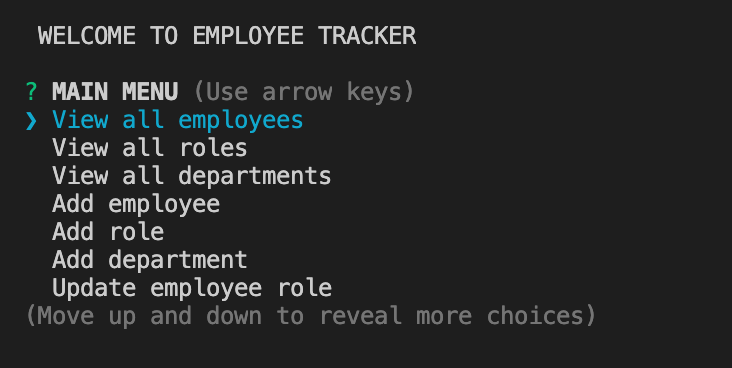 WELCOME TO EMPLOYEE TRACKER
? MAIN MENU (Use arrow keys)
❯ View all employees
View all roles
View all departments
Add employee
Add role
Add department
Update employee role
(Move up and down to reveal more choices)